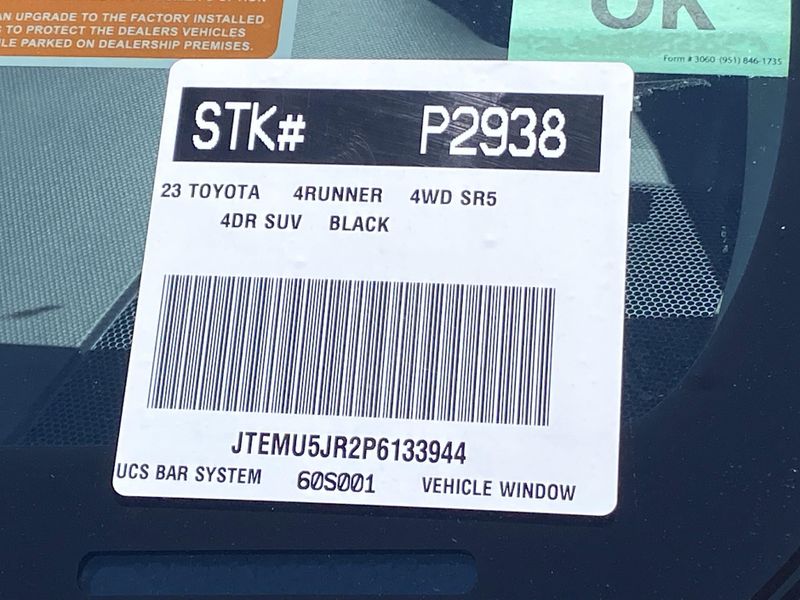 AN UPGRADE TO THE FACTORY INSTALLED
TO PROTECT THE DEALERS VEHICLES
PARKED ON DEALERSHIP PREMISES.
OK
Form # 3060 (951) 846-1735
STK# P2938
23 TOYOTA 4RUNNER 4WD SR5
4DR SUV BLACK
JTEMU5JR2P6133944
UCS BAR SYSTEM 60S001 VEHICLE WINDOW